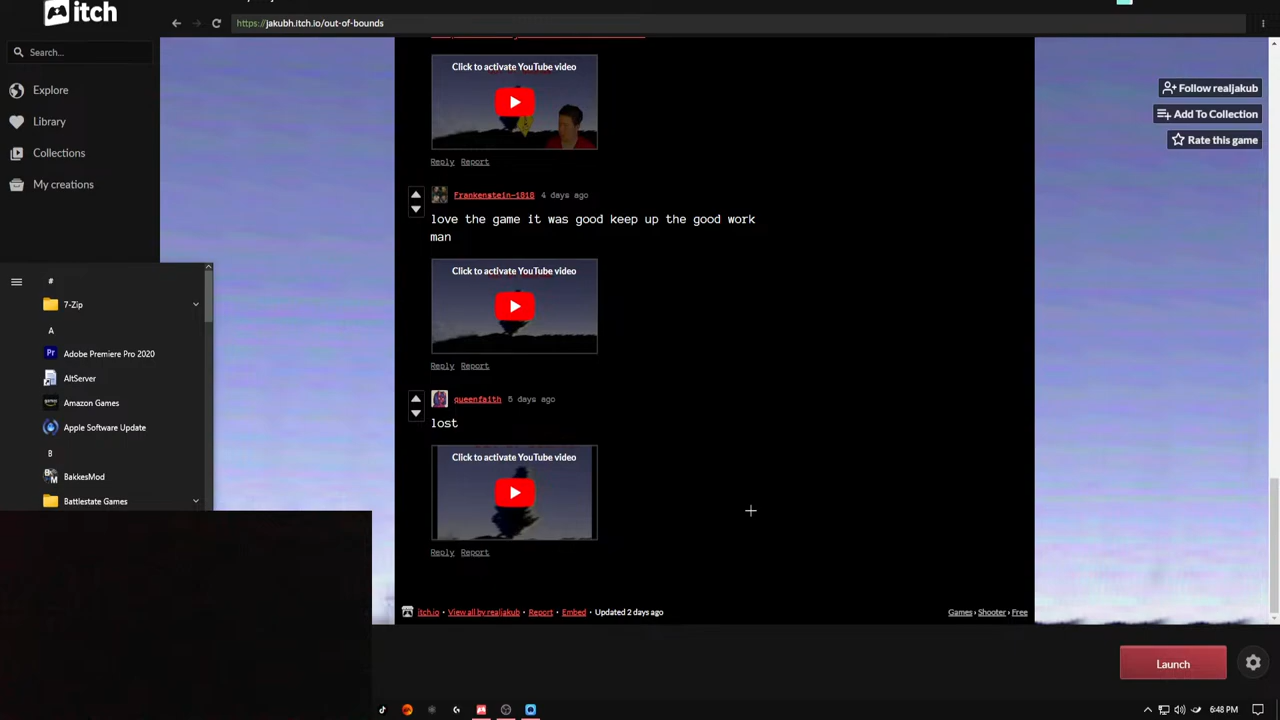 itch
https://jakubh.itch.io/out-of-bounds
Search...
Explore
Library
Collections
My creations
Follow realjakub
Add To Collection
Rate this game
Click to activate YouTube video
Reply Report
Frankenstein-1818 4 days ago
love the game it was good keep up the good work
man
Click to activate YouTube video
Reply Report
queenfaith 5 days ago
lost
Click to activate YouTube video
Reply Report
#
7-Zip
A
Pr Adobe Premiere Pro 2020
AltServer
Amazon Games
Apple Software Update
B
BakkesMod
Battlestate Games
itch.io · View all by realjakub · Report · Embed · Updated 2 days ago
Games › Shooter › Free
Launch
6:48 PM